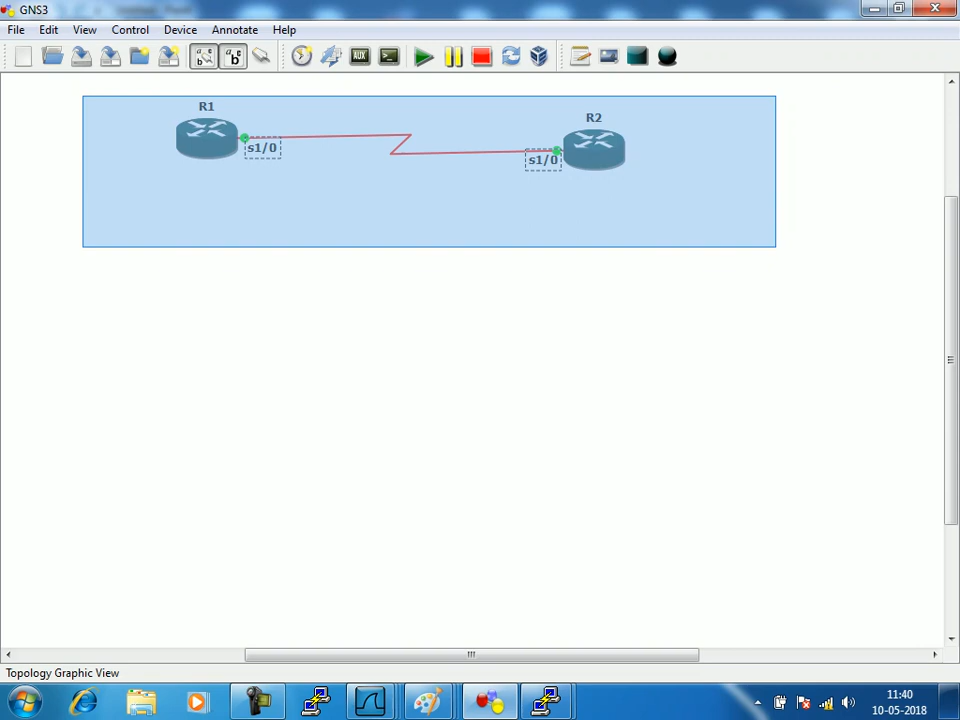 GNS3
File Edit View Control Device Annotate Help
AUX
R1
s1/0
R2
s1/0
Topology Graphic View
11:40
10-05-2018